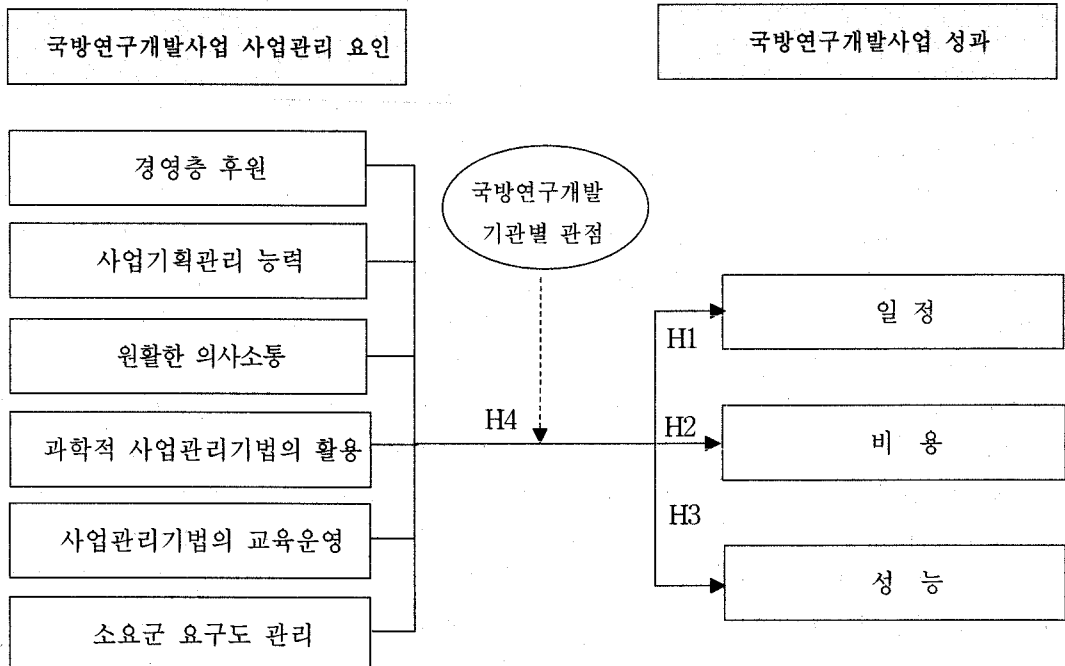 국방연구개발사업 사업관리 요인
국방연구개발사업 성과
경영층 후원
사업기획관리 능력
원활한 의사소통
과학적 사업관리기법의 활용
사업관리기법의 교육운영
소요군 요구도 관리
국방연구개발
기관별 관점
H4
H1
H2
H3
일 정
비 용
성 능